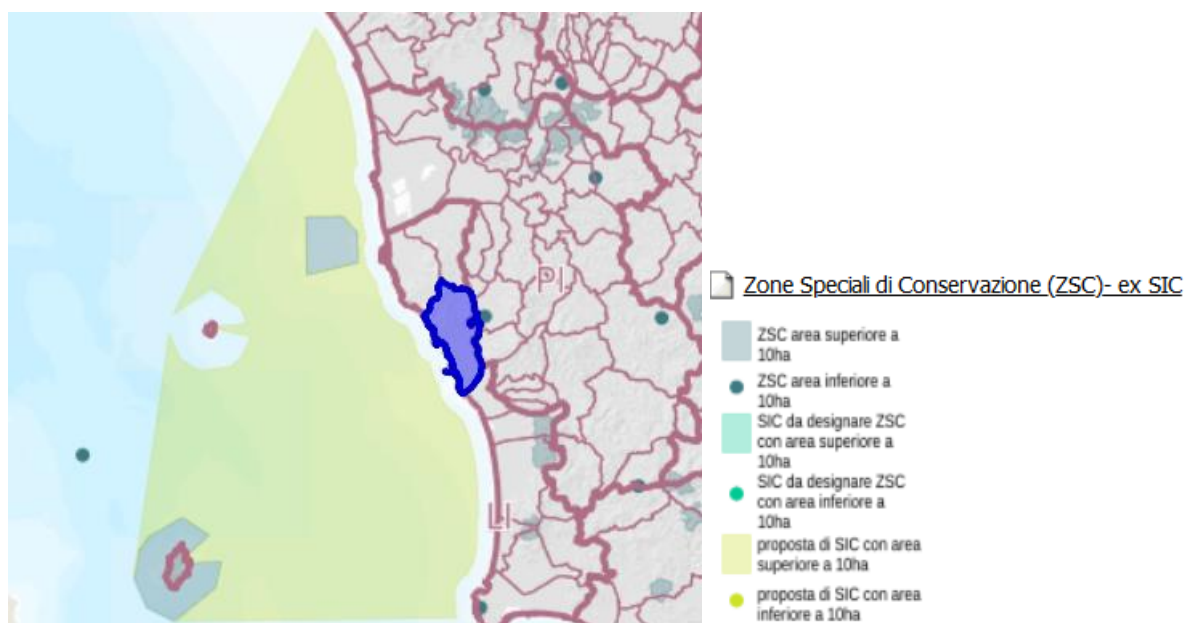 PI
LI
Zone Speciali di Conservazione (ZSC)- ex SIC
ZSC area superiore a
10ha
ZSC area inferiore a
10ha
SIC da designare ZSC
con area superiore a
10ha
SIC da designare ZSC
con area inferiore a
10ha
proposta di SIC con area
superiore a 10ha
proposta di SIC con area
inferiore a 10ha